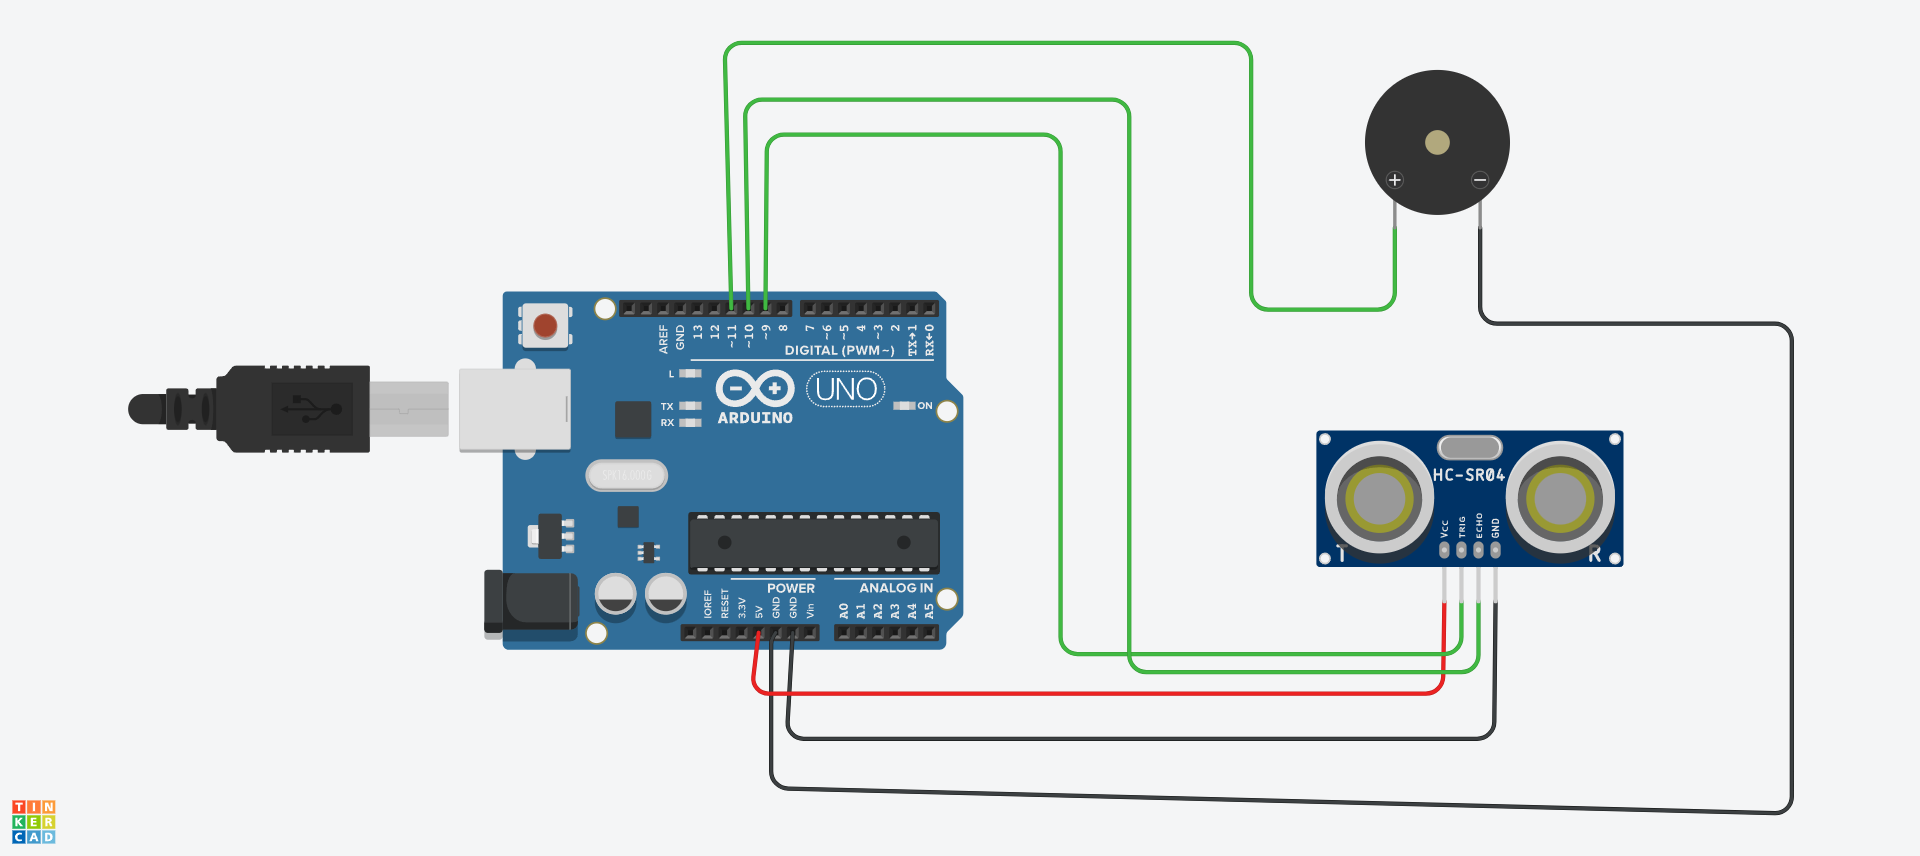 AREF
GND
13
12
~11
~10
~9
8
7
~6
~5
4
~3
2
TX→1
RX←0
DIGITAL (PWM ~)
L
TX
RX
ARDUINO
UNO
ON
HC-SR04
VCC
TRIG
ECHO
GND
T
R
POWER
ANALOG IN
IOREF
RESET
3.3V
5V
GND
GND
Vin
A0
A1
A2
A3
A4
A5
TIN
KER
CAD